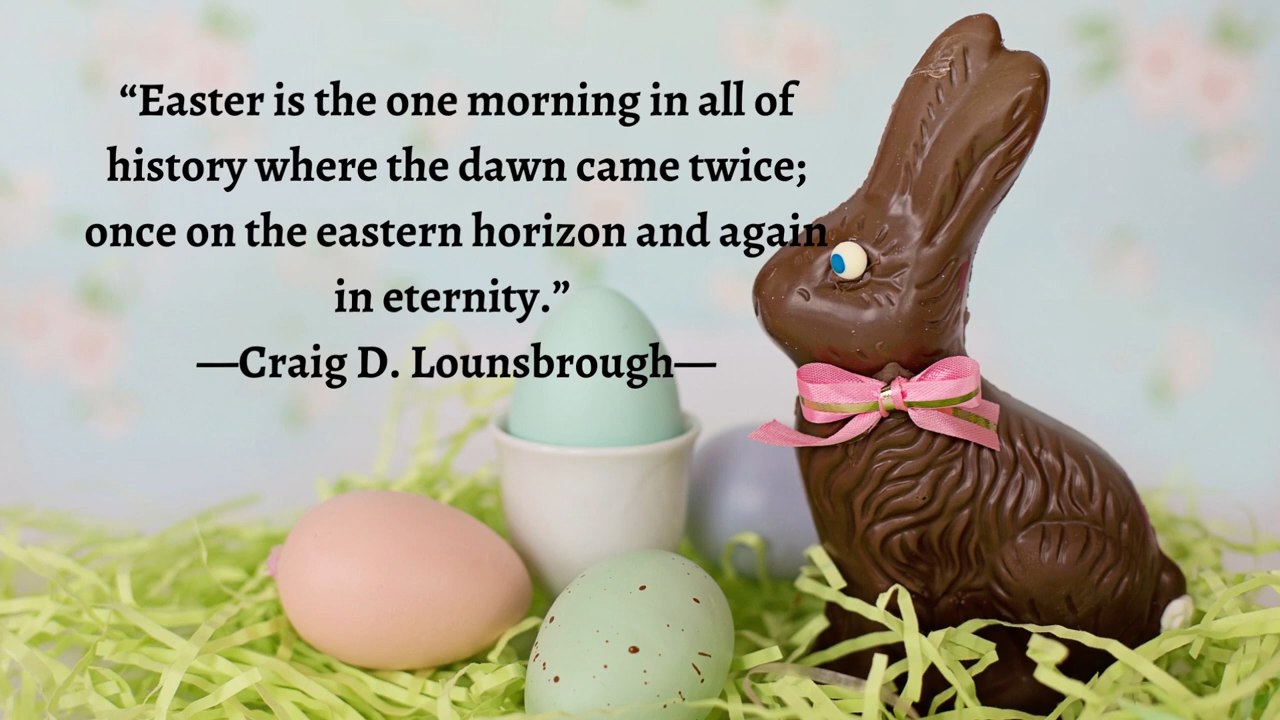 “Easter is the one morning in all of
history where the dawn came twice;
once on the eastern horizon and again
in eternity.”
—Craig D. Lounsbrough—